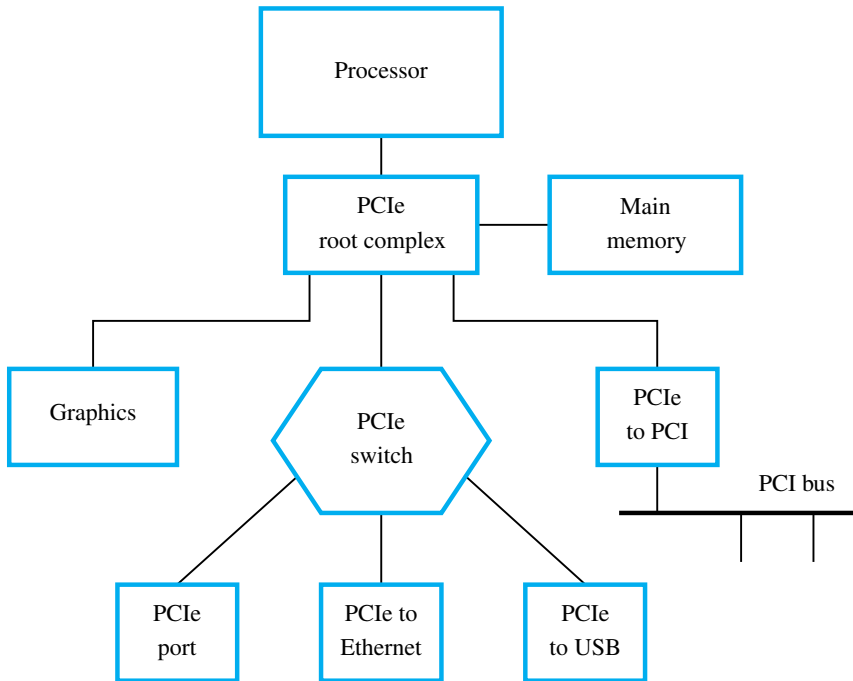 Processor
PCIe
root complex
Main
memory
Graphics
PCIe
switch
PCIe
to PCI
PCI bus
PCIe
port
PCIe to
Ethernet
PCIe
to USB